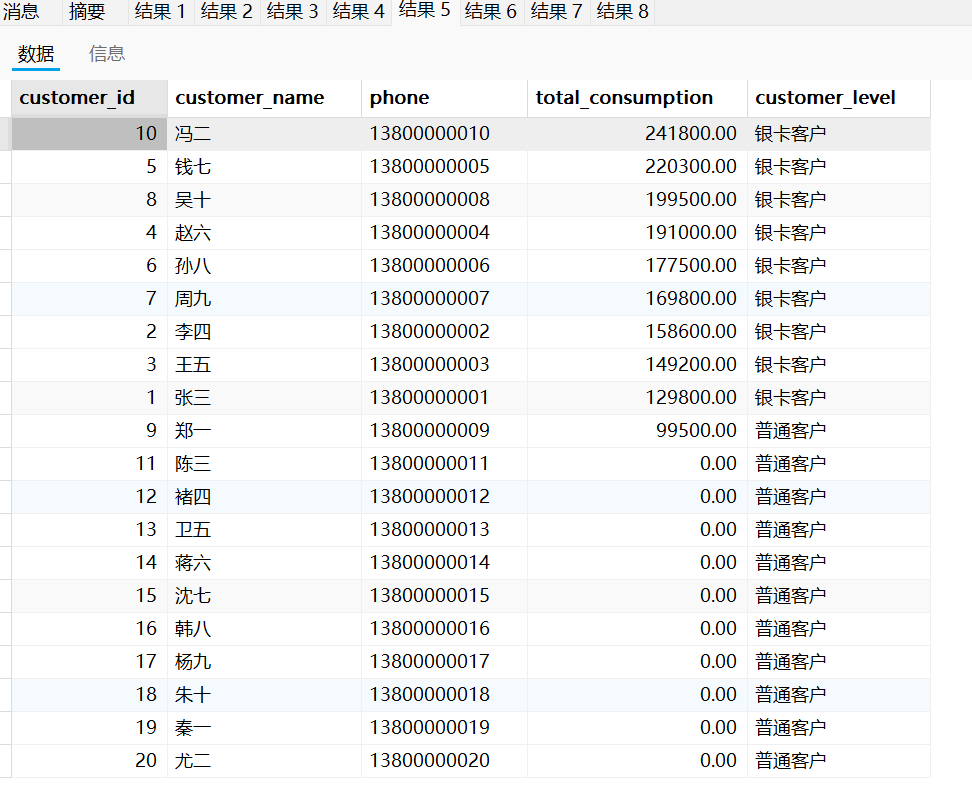 消息 摘要 结果 1 结果 2 结果 3 结果 4 结果 5 结果 6 结果 7 结果 8
数据 信息
customer_id customer_name phone total_consumption customer_level
10 冯二 13800000010 241800.00 银卡客户
5 钱七 13800000005 220300.00 银卡客户
8 吴十 13800000008 199500.00 银卡客户
4 赵六 13800000004 191000.00 银卡客户
6 孙八 13800000006 177500.00 银卡客户
7 周九 13800000007 169800.00 银卡客户
2 李四 13800000002 158600.00 银卡客户
3 王五 13800000003 149200.00 银卡客户
1 张三 13800000001 129800.00 银卡客户
9 郑一 13800000009 99500.00 普通客户
11 陈三 13800000011 0.00 普通客户
12 褚四 13800000012 0.00 普通客户
13 卫五 13800000013 0.00 普通客户
14 蒋六 13800000014 0.00 普通客户
15 沈七 13800000015 0.00 普通客户
16 韩八 13800000016 0.00 普通客户
17 杨九 13800000017 0.00 普通客户
18 朱十 13800000018 0.00 普通客户
19 秦一 13800000019 0.00 普通客户
20 尤二 13800000020 0.00 普通客户